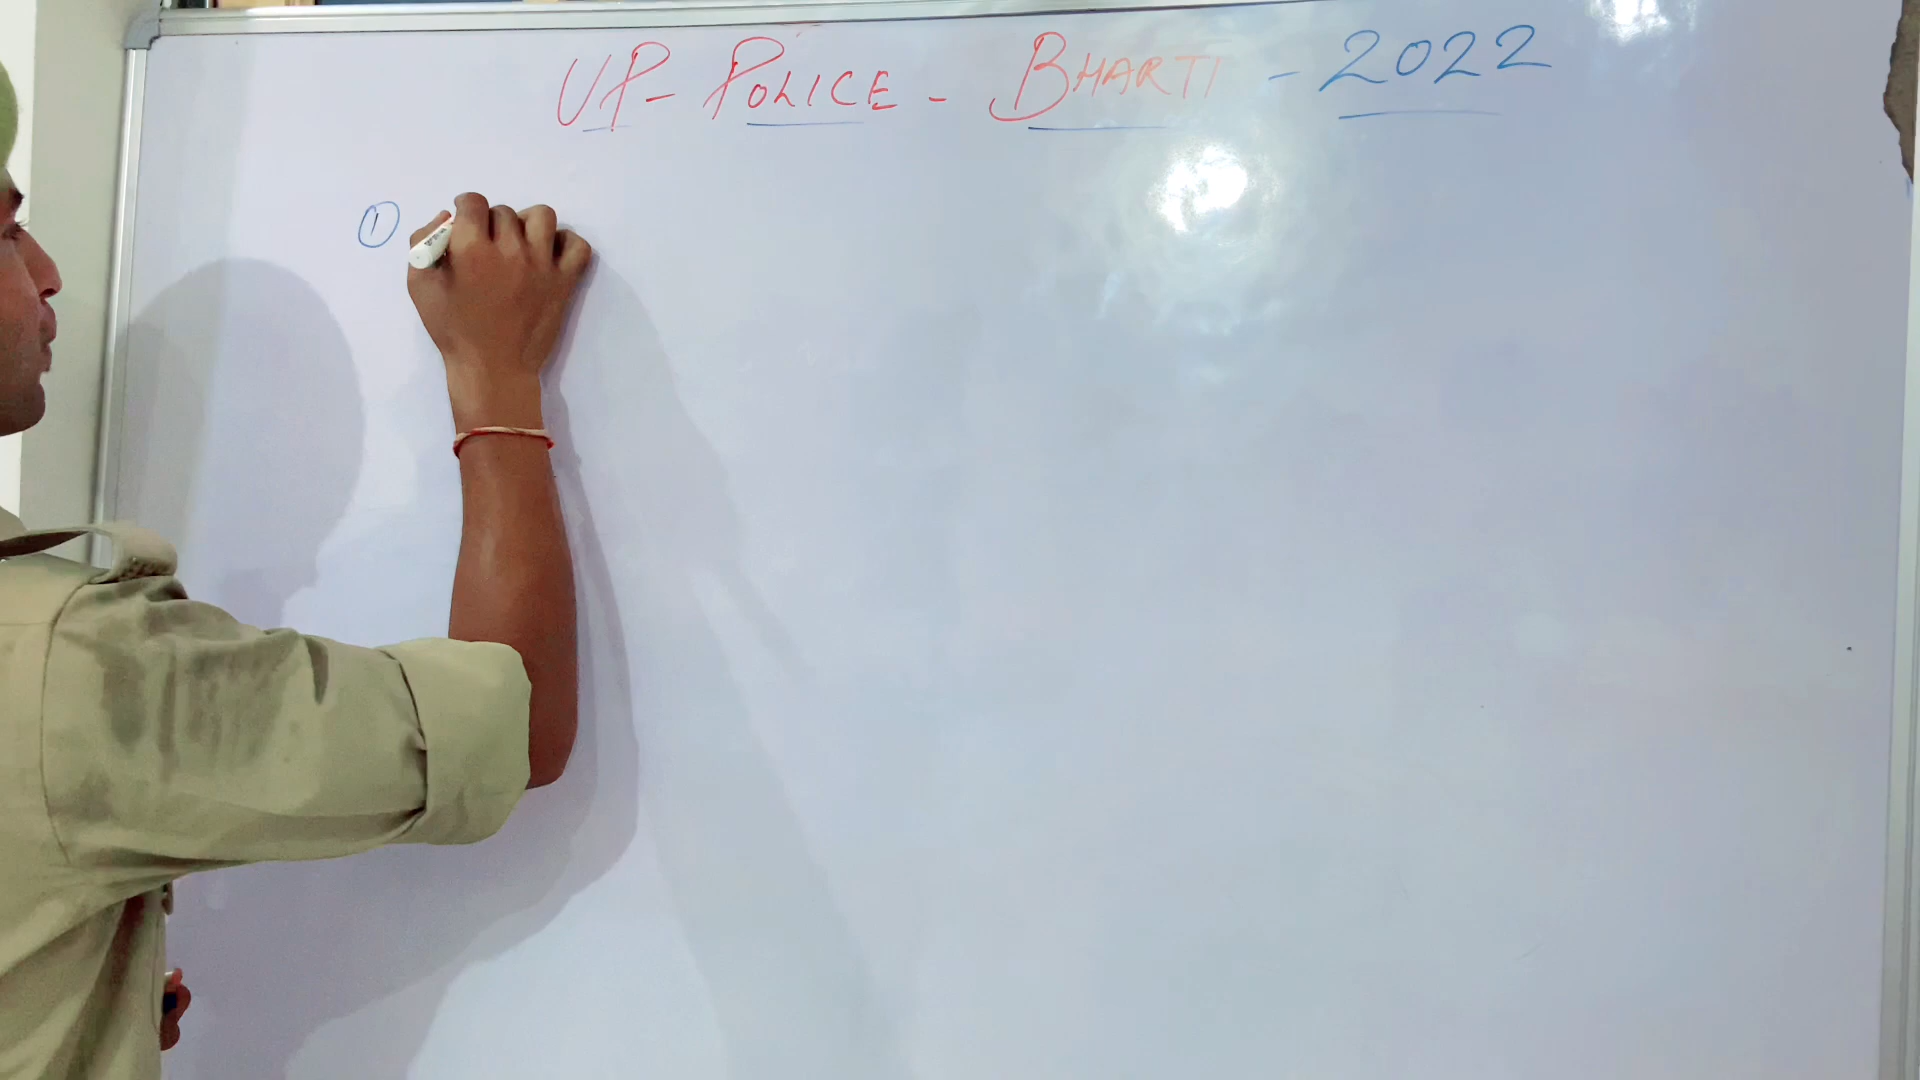 UP - POLICE - BHARTI - 2022
①